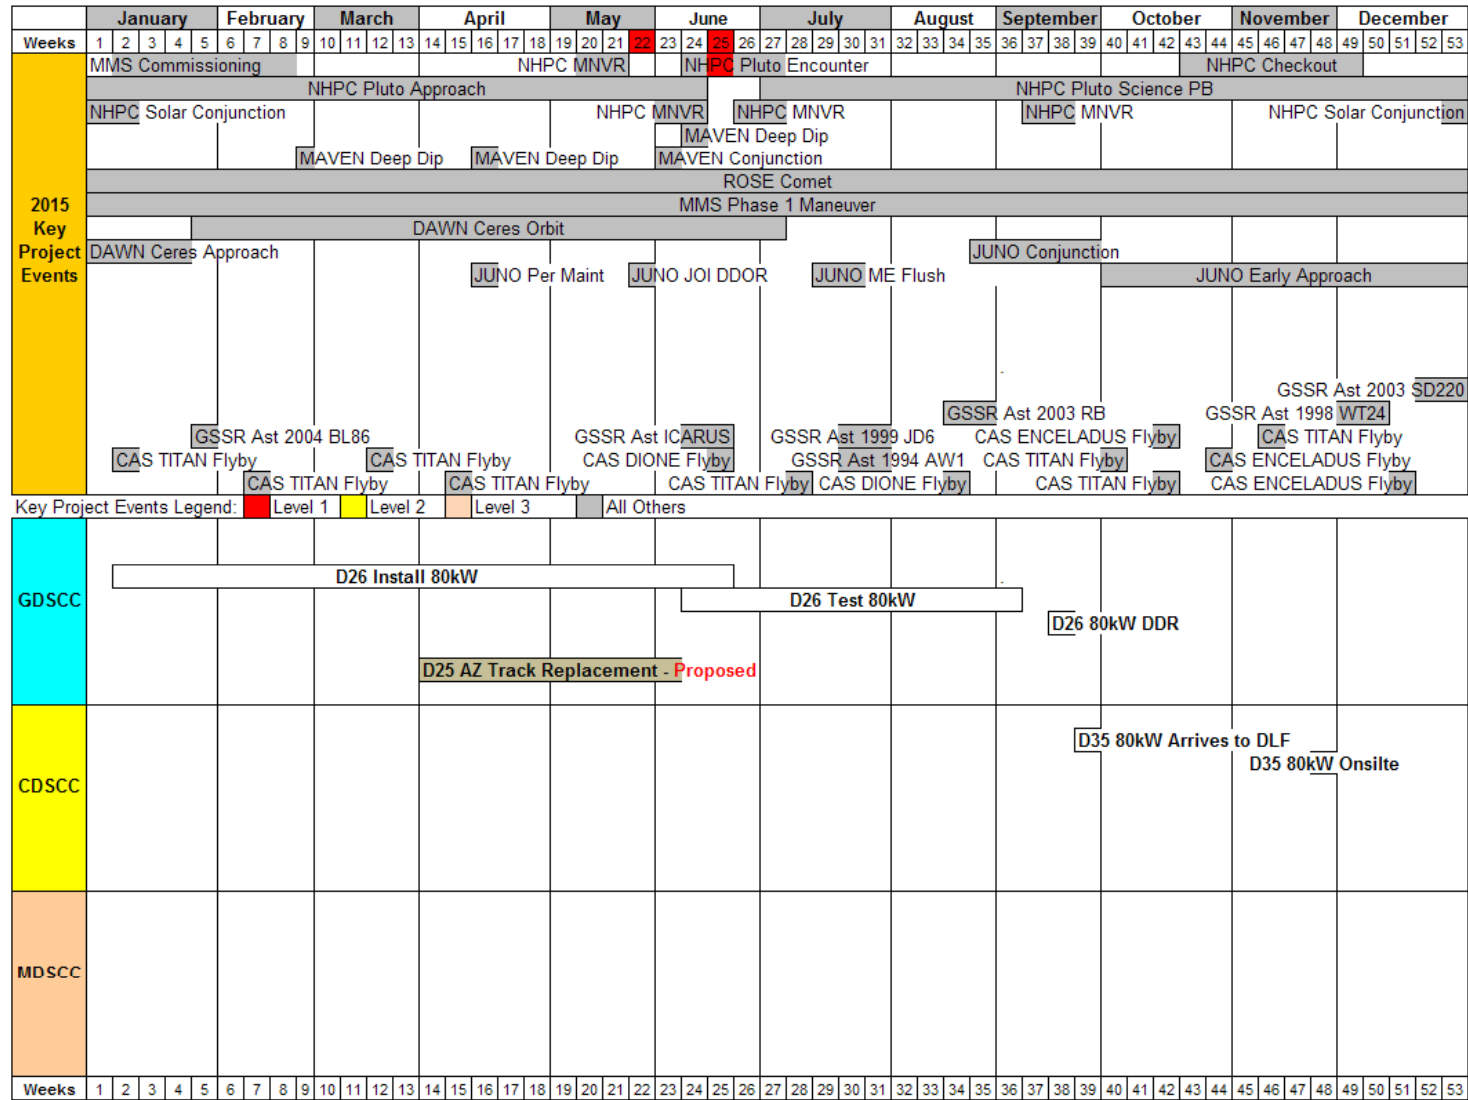 January February March April May June July August September October November December
Weeks 1 2 3 4 5 6 7 8 9 10 11 12 13 14 15 16 17 18 19 20 21 22 23 24 25 26 27 28 29 30 31 32 33 34 35 36 37 38 39 40 41 42 43 44 45 46 47 48 49 50 51 52 53
2015 Key Project Events
MMS Commissioning NHPC MNVR NHPC Pluto Encounter NHPC Checkout
NHPC Pluto Approach NHPC Pluto Science PB
NHPC Solar Conjunction NHPC MNVR NHPC MNVR NHPC MNVR NHPC Solar Conjunction
MAVEN Deep Dip
MAVEN Deep Dip MAVEN Deep Dip MAVEN Conjunction
ROSE Comet
MMS Phase 1 Maneuver
DAWN Ceres Orbit
DAWN Ceres Approach JUNO Conjunction
JUNO Per Maint JUNO JOI DDOR JUNO ME Flush JUNO Early Approach
GSSR Ast 2003 SD220
GSSR Ast 2003 RB GSSR Ast 1998 WT24
GSSR Ast 2004 BL86 GSSR Ast ICARUS GSSR Ast 1999 JD6 CAS ENCELADUS Flyby CAS TITAN Flyby
CAS TITAN Flyby CAS TITAN Flyby CAS DIONE Flyby GSSR Ast 1994 AW1 CAS TITAN Flyby CAS ENCELADUS Flyby
CAS TITAN Flyby CAS TITAN Flyby CAS TITAN Flyby CAS DIONE Flyby CAS TITAN Flyby CAS ENCELADUS Flyby
Key Project Events Legend: Level 1 Level 2 Level 3 All Others
GDSCC
D26 Install 80kW
D26 Test 80kW
D26 80kW DDR
D25 AZ Track Replacement - Proposed
CDSCC
D35 80kW Arrives to DLF
D35 80kW Onsilte
MDSCC
Weeks 1 2 3 4 5 6 7 8 9 10 11 12 13 14 15 16 17 18 19 20 21 22 23 24 25 26 27 28 29 30 31 32 33 34 35 36 37 38 39 40 41 42 43 44 45 46 47 48 49 50 51 52 53